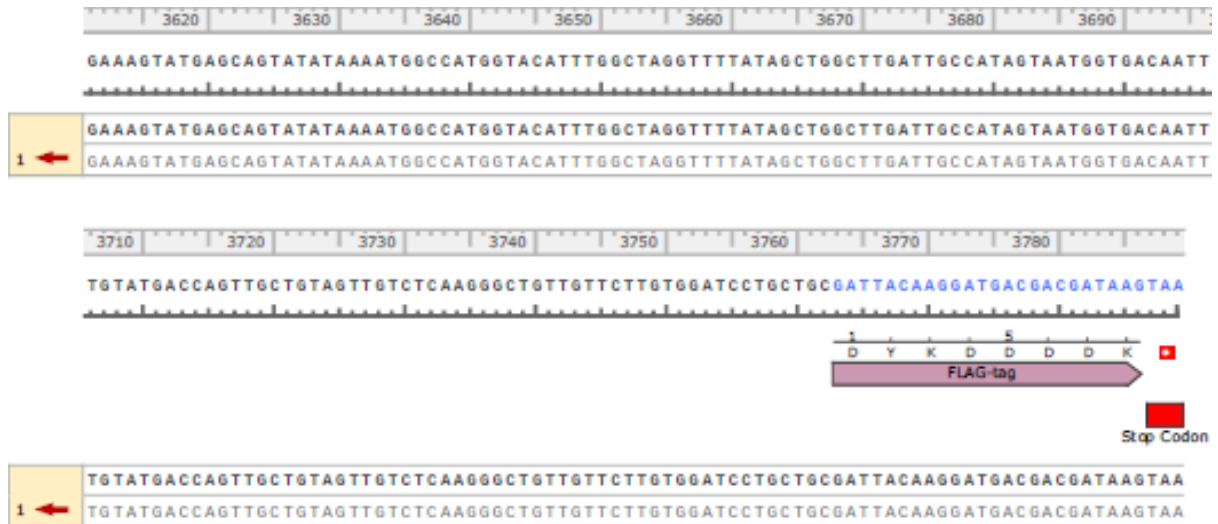 3620 3630 3640 3650 3660 3670 3680 3690
GAAAGTATGAGCAGTATATAAAATGGCCATGGTACATTTGGCTAGGTTTTATAGCTGGCTTGATTGCCATAGTAATGGTGACAATT
GAAAGTATGAGCAGTATATAAAATGGCCATGGTACATTTGGCTAGGTTTTATAGCTGGCTTGATTGCCATAGTAATGGTGACAATT
1 GAAAGTATGAGCAGTATATAAAATGGCCATGGTACATTTGGCTAGGTTTTATAGCTGGCTTGATTGCCATAGTAATGGTGACAATT
3710 3720 3730 3740 3750 3760 3770 3780
TGTATGACCAGTTGCTGTAGTTGTCTCAAGGGCTGTTGTTCTTGTGGATCCTGCTGCGATTACAAGGATGACGACGATAAGTAA
1 5
D Y K D D D D K
FLAG-tag
Stop Codon
TGTATGACCAGTTGCTGTAGTTGTCTCAAGGGCTGTTGTTCTTGTGGATCCTGCTGCGATTACAAGGATGACGACGATAAGTAA
1 TGTATGACCAGTTGCTGTAGTTGTCTCAAGGGCTGTTGTTCTTGTGGATCCTGCTGCGATTACAAGGATGACGACGATAAGTAA